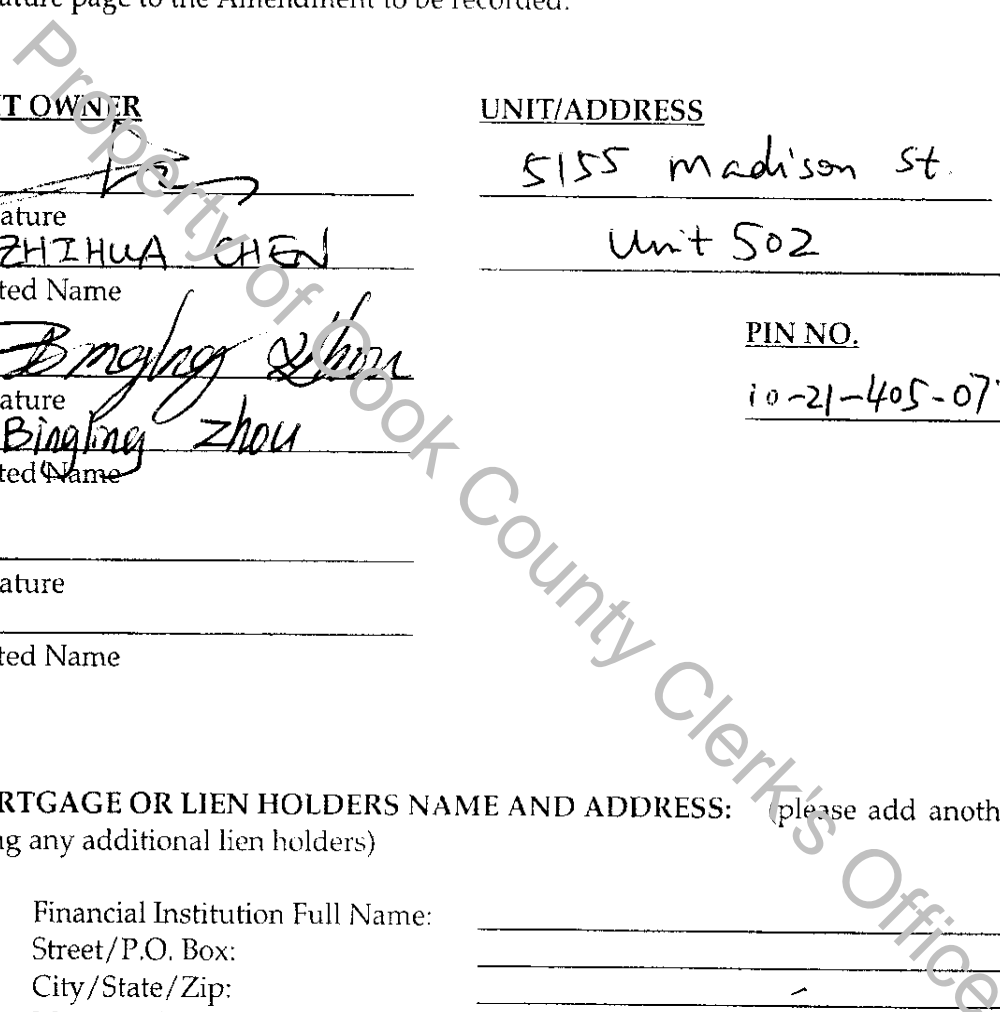 page to the Amendment to be recorded.
OWNER
UNIT/ADDRESS
5155 Madison St.
Unit 502
ature
ZHIHUA CHEN
ted Name
Bingling Zhou
ature
Bingling Zhou
ted Name
PIN NO.
10-21-405-07
ature
ted Name
RTGAGE OR LIEN HOLDERS NAME AND ADDRESS: (please add anoth
g any additional lien holders)
Financial Institution Full Name:
Street/P.O. Box:
City/State/Zip:
Property of Cook County Clerk's Office